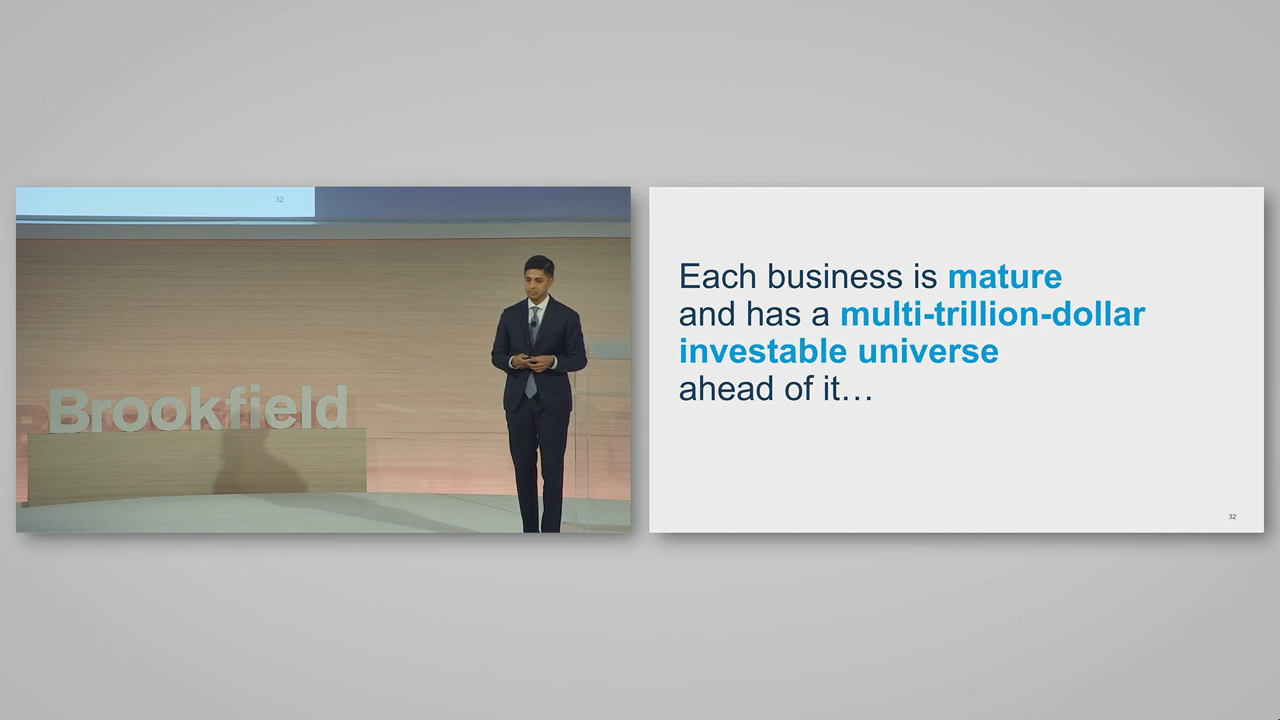 32
Brookfield
Each business is mature
and has a multi-trillion-dollar
investable universe
ahead of it…
32